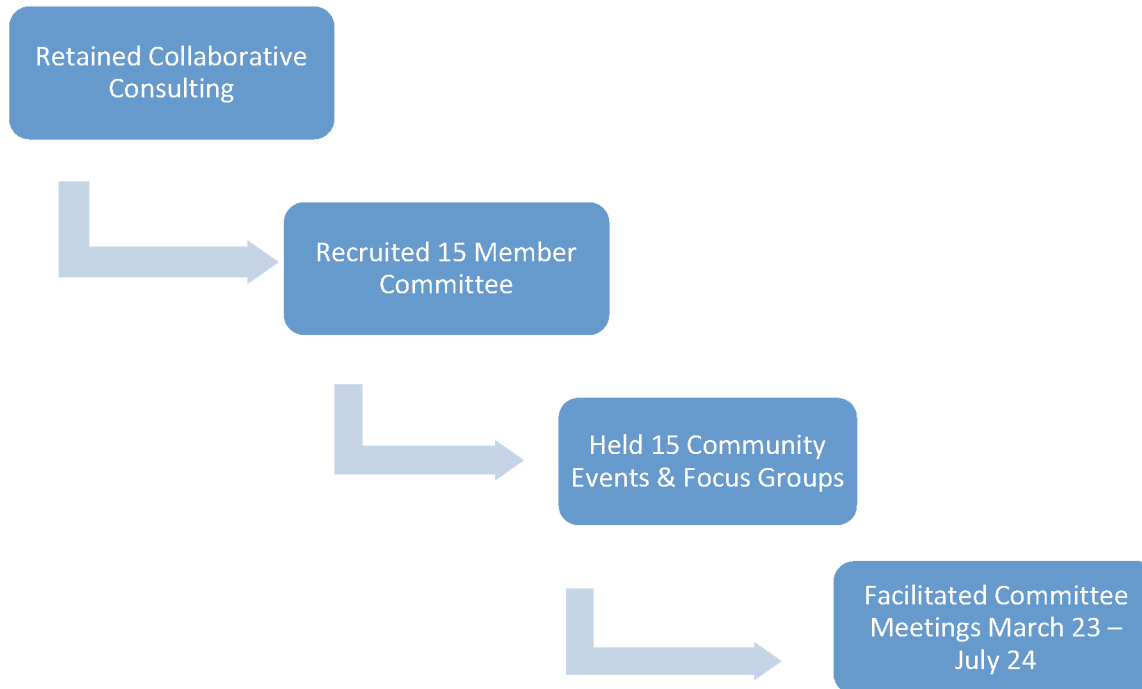 Retained Collaborative
Consulting
Recruited 15 Member
Committee
Held 15 Community
Events & Focus Groups
Facilitated Committee
Meetings March 23 –
July 24